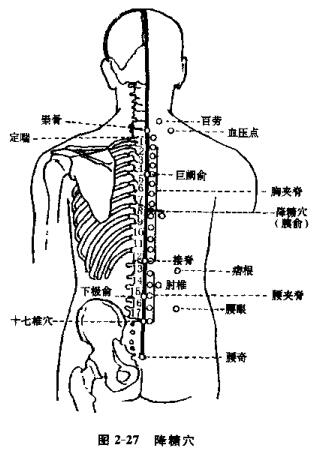 崇骨
百劳
定喘
血压点
巨阙俞
胸夹脊
降糖穴
(胰俞)
接脊
痞根
下极俞
肘椎
腰夹脊
十七椎穴
腰眼
腰奇
图 2-27 降糖穴